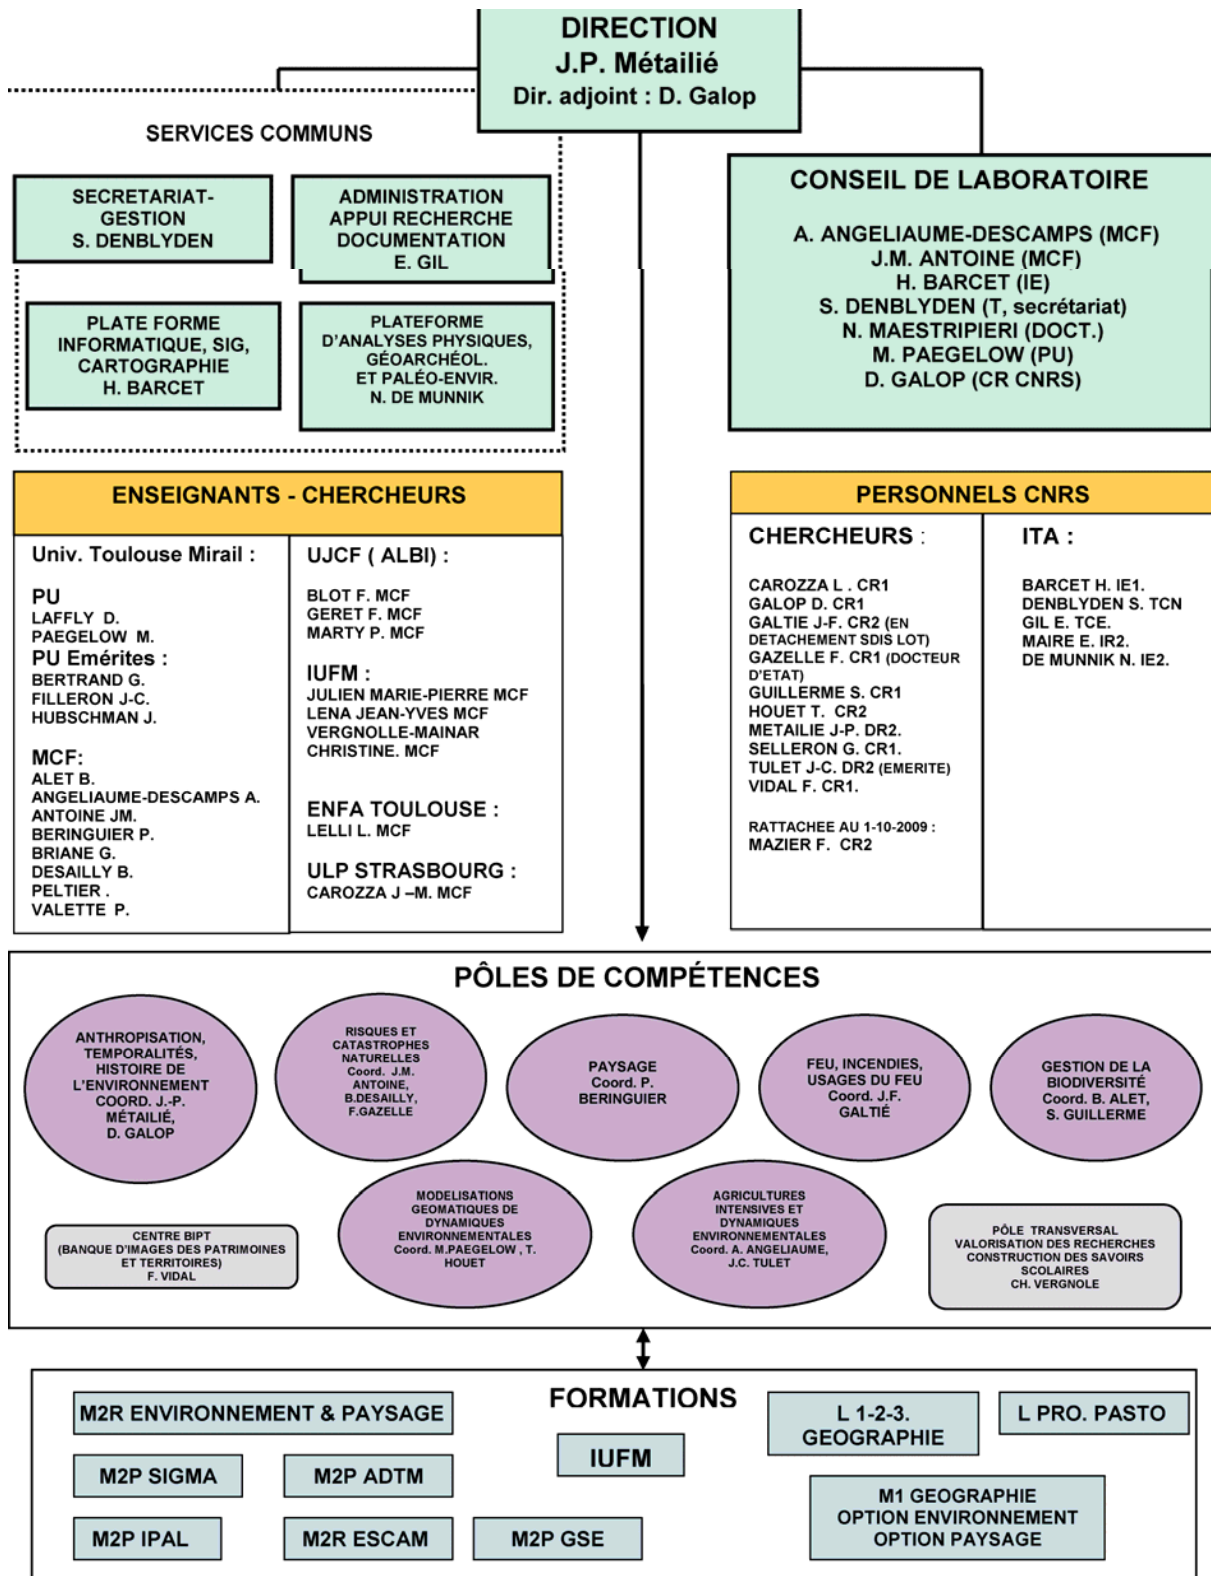 DIRECTION
J.P. Métailié
Dir. adjoint : D. Galop
SERVICES COMMUNS
SECRETARIAT-
GESTION
S. DENBLYDEN
ADMINISTRATION
APPUI RECHERCHE
DOCUMENTATION
E. GIL
PLATE FORME
INFORMATIQUE, SIG,
CARTOGRAPHIE
H. BARCET
PLATEFORME
D'ANALYSES PHYSIQUES,
GÉOARCHÉOL.
ET PALÉO-ENVIR.
N. DE MUNNIK
CONSEIL DE LABORATOIRE
A. ANGELIAUME-DESCAMPS (MCF)
J.M. ANTOINE (MCF)
H. BARCET (IE)
S. DENBLYDEN (T, secrétariat)
N. MAESTRIPIERI (DOCT.)
M. PAEGELOW (PU)
D. GALOP (CR CNRS)
ENSEIGNANTS - CHERCHEURS
Univ. Toulouse Mirail :
PU
LAFFLY D.
PAEGELOW M.
PU Emérites :
BERTRAND G.
FILLERON J-C.
HUBSCHMAN J.
MCF:
ALET B.
ANGELIAUME-DESCAMPS A.
ANTOINE JM.
BERINGUIER P.
BRIANE G.
DESAILLY B.
PELTIER .
VALETTE P.
UJCF ( ALBI) :
BLOT F. MCF
GERET F. MCF
MARTY P. MCF
IUFM :
JULIEN MARIE-PIERRE MCF
LENA JEAN-YVES MCF
VERGNOLLE-MAINAR
CHRISTINE. MCF
ENFA TOULOUSE :
LELLI L. MCF
ULP STRASBOURG :
CAROZZA J –M. MCF
PERSONNELS CNRS
CHERCHEURS :
CAROZZA L . CR1
GALOP D. CR1
GALTIE J-F. CR2 (EN
DETACHEMENT SDIS LOT)
GAZELLE F. CR1 (DOCTEUR
D'ETAT)
GUILLERME S. CR1
HOUET T. CR2
METAILIE J-P. DR2.
SELLERON G. CR1.
TULET J-C. DR2 (EMERITE)
VIDAL F. CR1.
RATTACHEE AU 1-10-2009 :
MAZIER F. CR2
ITA :
BARCET H. IE1.
DENBLYDEN S. TCN
GIL E. TCE.
MAIRE E. IR2.
DE MUNNIK N. IE2.
PÔLES DE COMPÉTENCES
ANTHROPISATION,
TEMPORALITÉS,
HISTOIRE DE
L'ENVIRONNEMENT
COORD. J.-P.
MÉTAILIÉ,
D. GALOP
RISQUES ET
CATASTROPHES
NATURELLES
Coord. J.M.
ANTOINE,
B.DESAILLY,
F.GAZELLE
PAYSAGE
Coord. P.
BERINGUIER
FEU, INCENDIES,
USAGES DU FEU
Coord. J.F.
GALTIÉ
GESTION DE LA
BIODIVERSITÉ
Coord. B. ALET,
S. GUILLERME
MODELISATIONS
GEOMATIQUES DE
DYNAMIQUES
ENVIRONNEMENTALES
Coord. M.PAEGELOW , T.
HOUET
AGRICULTURES
INTENSIVES ET
DYNAMIQUES
ENVIRONNEMENTALES
Coord. A. ANGELIAUME,
J.C. TULET
CENTRE BIPT
(BANQUE D'IMAGES DES PATRIMOINES
ET TERRITOIRES)
F. VIDAL
PÔLE TRANSVERSAL
VALORISATION DES RECHERCHES
CONSTRUCTION DES SAVOIRS
SCOLAIRES
CH. VERGNOLE
FORMATIONS
M2R ENVIRONNEMENT & PAYSAGE
M2P SIGMA
M2P ADTM
M2P IPAL
M2R ESCAM
M2P GSE
IUFM
L 1-2-3.
GEOGRAPHIE
L PRO. PASTO
M1 GEOGRAPHIE
OPTION ENVIRONNEMENT
OPTION PAYSAGE